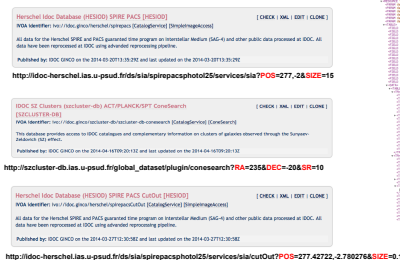 Herschel Idoc Database (HESIOD) SPIRE PACS [HESIOD] [ CHECK | XML | EDIT | CLONE ]
IVOA Identifier: ivo://idoc.ginco/herschel/spirepacs [CatalogService] [SimpleImageAccess]
All data for the Herschel SPIRE and PACS guaranted time program on Interstellar Medium (SAG-4) and other public data processed at IDOC. All
data have been reprocessed at IDOC using advanced reprocessing pipeline.
Published by: IDOC GINCO on the 2014-03-20T13:35:29Z and last updated on the 2014-03-20T13:35:29Z
http://idoc-herschel.ias.u-psud.fr/ds/sia/spirepacsphotol25/services/sia?POS=277,-2&SIZE=15
IDOC SZ Clusters (szcluster-db) ACT/PLANCK/SPT ConeSearch [ CHECK | XML | EDIT | CLONE ]
[SZCLUSTER-DB]
IVOA Identifier: ivo://idoc.ginco/szcluster-db/szcluster-db-conesearch [CatalogService] [ConeSearch]
This database provides to access to IDOC catalogues and complementary information on clusters of galaxies observed through the Sunyaev-
Zeldovich (SZ) effect.
Published by: IDOC GINCO on the 2014-04-16T09:20:13Z and last updated on the 2014-04-16T09:20:13Z
http://szcluster-db.ias.u-psud.fr/global_dataset/plugin/conesearch?RA=235&DEC=-20&SR=10
Herschel Idoc Database (HESIOD) SPIRE PACS CutOut [HESIOD] [ CHECK | XML | EDIT | CLONE ]
IVOA Identifier: ivo://idoc.ginco/herschel/spirepacsCutOut [CatalogService] [SimpleImageAccess]
All data for the Herschel SPIRE and PACS guaranted time program on Interstellar Medium (SAG-4) and other public data processed at IDOC. All
data have been reprocessed at IDOC using advanced reprocessing pipeline.
Published by: IDOC GINCO on the 2014-03-27T12:30:58Z and last updated on the 2014-03-27T12:30:58Z
http://idoc-herschel.ias.u-psud.fr/ds/sia/spirepacsphotol25/services/sia/cutOut?POS=277.42722,-2.780276&SIZE=0.1